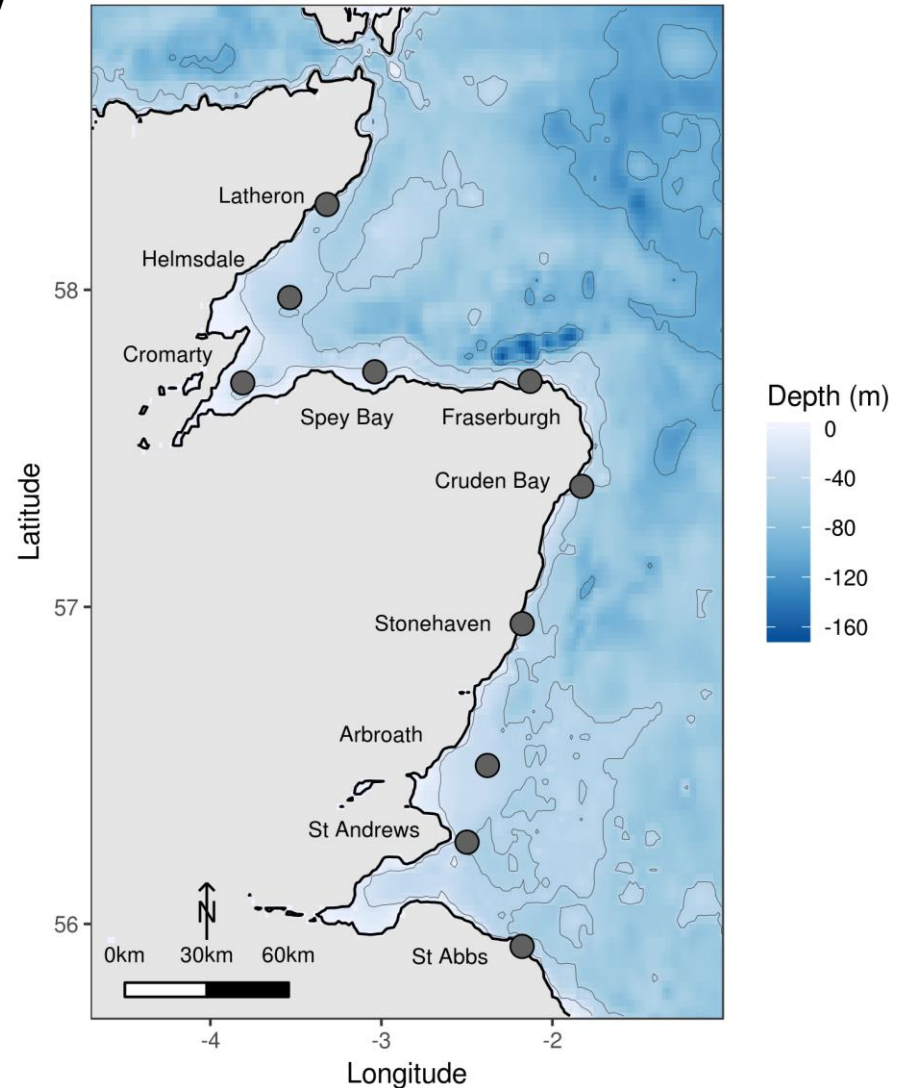 Latheron
Helmsdale
58
Cromarty
Spey Bay
Fraserburgh
Cruden Bay
57
Stonehaven
Arbroath
St Andrews
N
56
0km 30km 60km
St Abbs
-4 -3 -2
Longitude
Latitude
Depth (m)
0
-40
-80
-120
-160